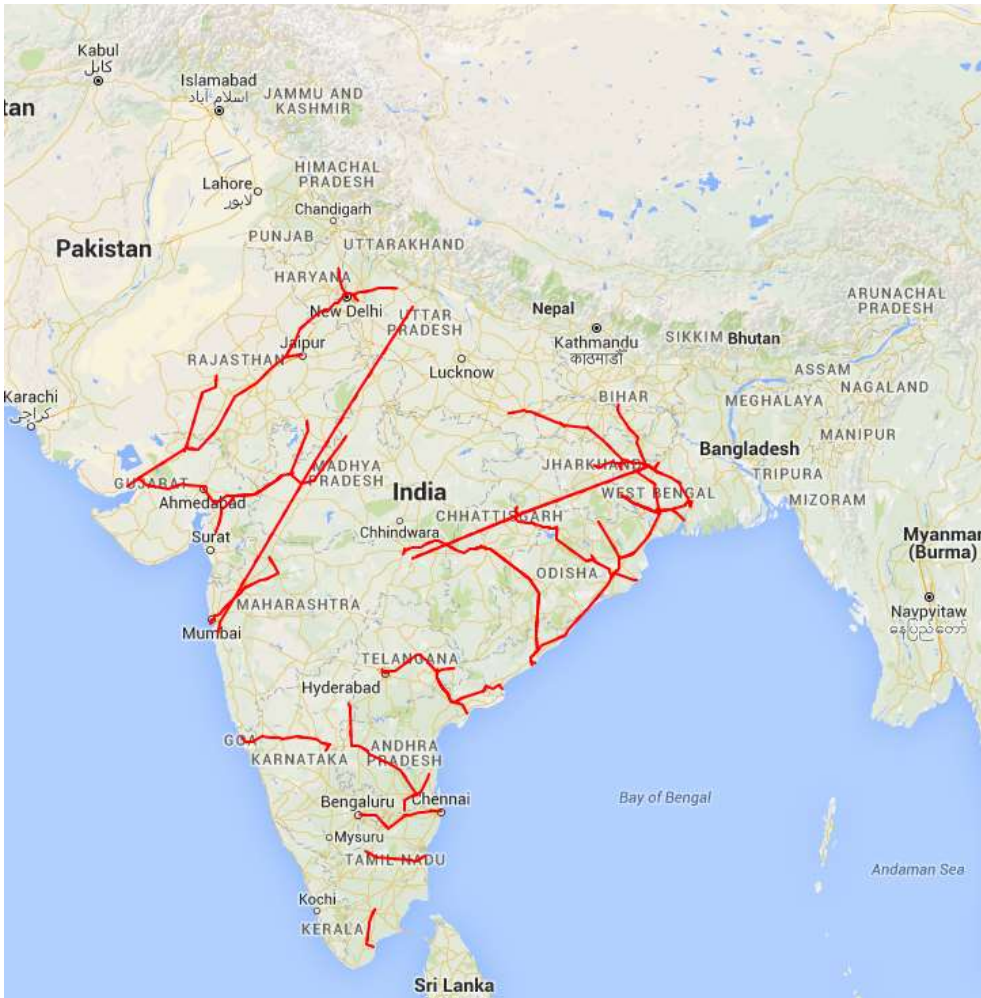 Kabul
کابل
Islamabad
اسلام آباد
JAMMU AND
KASHMIR
tan
HIMACHAL
PRADESH
Lahore
لاہور
Chandigarh
PUNJAB
UTTARAKHAND
Pakistan
HARYANA
New Delhi
UTTAR
PRADESH
Nepal
ARUNACHAL
PRADESH
Kathmandu
काठमाडौँ
SIKKIM
Bhutan
Jaipur
RAJASTHAN
Lucknow
ASSAM
NAGALAND
Karachi
کراچی
BIHAR
MEGHALAYA
MANIPUR
Bangladesh
GUJARAT
Ahmedabad
MADHYA
PRADESH
JHARKHAND
TRIPURA
India
WEST BENGAL
MIZORAM
CHHATTISGARH
Surat
Chhindwara
Myanmar
(Burma)
ODISHA
MAHARASHTRA
Mumbai
Naypyitaw
နေပြည်တော်
TELANGANA
Hyderabad
GOA
KARNATAKA
ANDHRA
PRADESH
Bengaluru
Chennai
Bay of Bengal
Mysuru
TAMIL NADU
Andaman Sea
Kochi
KERALA
Sri Lanka